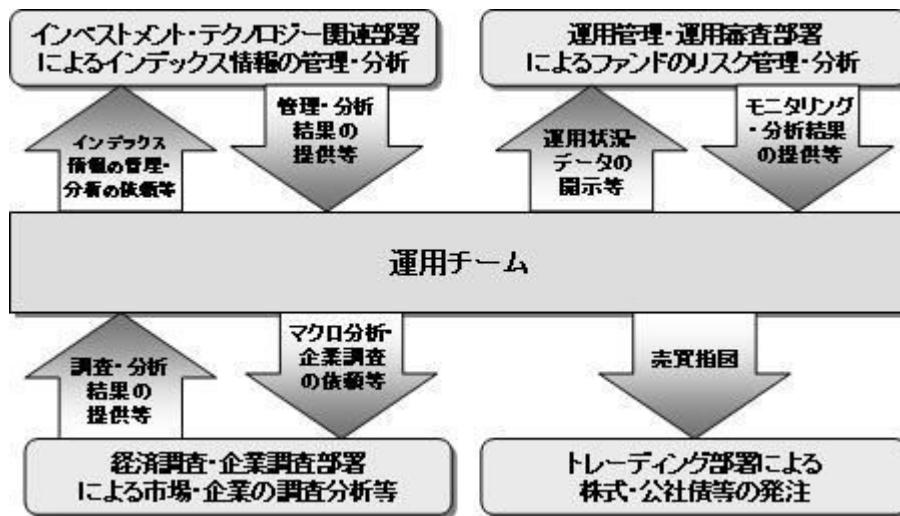 インベストメント・テクノロジー関連部署
によるインデックス情報の管理・分析
運用管理・運用審査部署
によるファンドのリスク管理・分析
インデックス
情報の管理・
分析の依頼等
管理・分析
結果の
提供等
運用状況・
データの
開示等
モニタリング
・分析結果
の提供等
運用チーム
調査・分析
結果の
提供等
マクロ分析・
企業調査
の依頼等
売買指図
経済調査・企業調査部署
による市場・企業の調査分析等
トレーディング部署による
株式・公社債等の発注